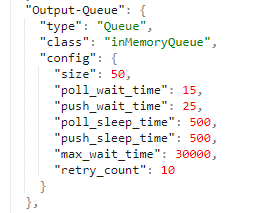 "Output-Queue": {
"type": "Queue",
"class": "inMemoryQueue",
"config": {
"size": 50,
"poll_wait_time": 15,
"push_wait_time": 25,
"poll_sleep_time": 500,
"push_sleep_time": 500,
"max_wait_time": 30000,
"retry_count": 10
}
},